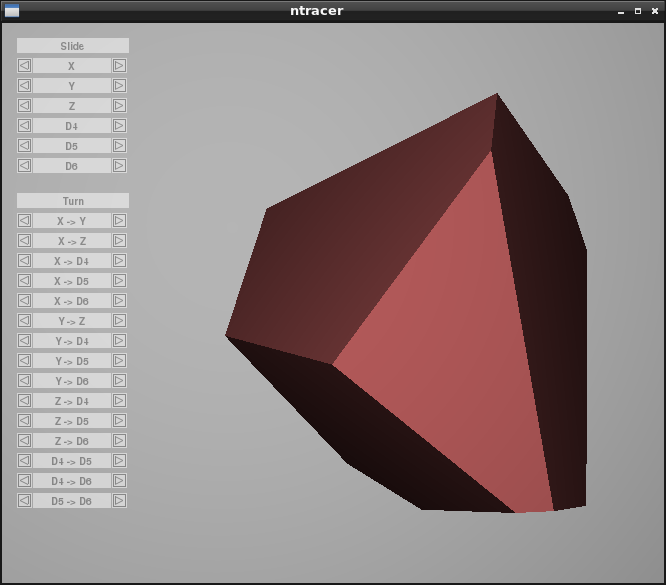 ntracer
Slide
X
Y
Z
D4
D5
D6
Turn
X -> Y
X -> Z
X -> D4
X -> D5
X -> D6
Y -> Z
Y -> D4
Y -> D5
Y -> D6
Z -> D4
Z -> D5
Z -> D6
D4 -> D5
D4 -> D6
D5 -> D6